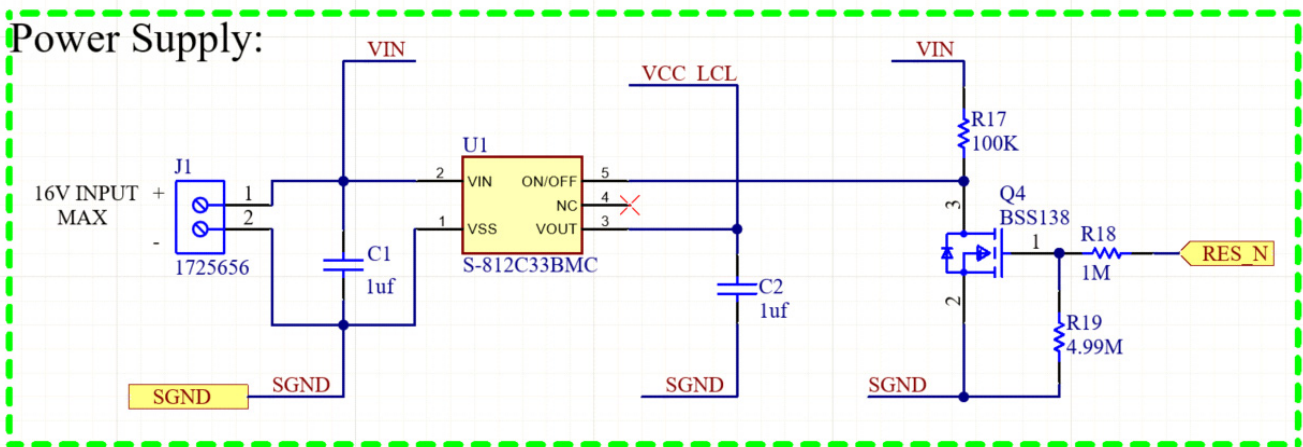 Power Supply:
VIN
VCC_LCL
VIN
R17
100K
U1
J1
16V INPUT +
MAX
-
1
2
1725656
2 VIN ON/OFF 5
NC 4
1 VSS VOUT 3
S-812C33BMC
C1
1uf
C2
1uf
3
Q4
BSS138
1
2
R18
1M
RES_N
R19
4.99M
SGND
SGND
SGND
SGND